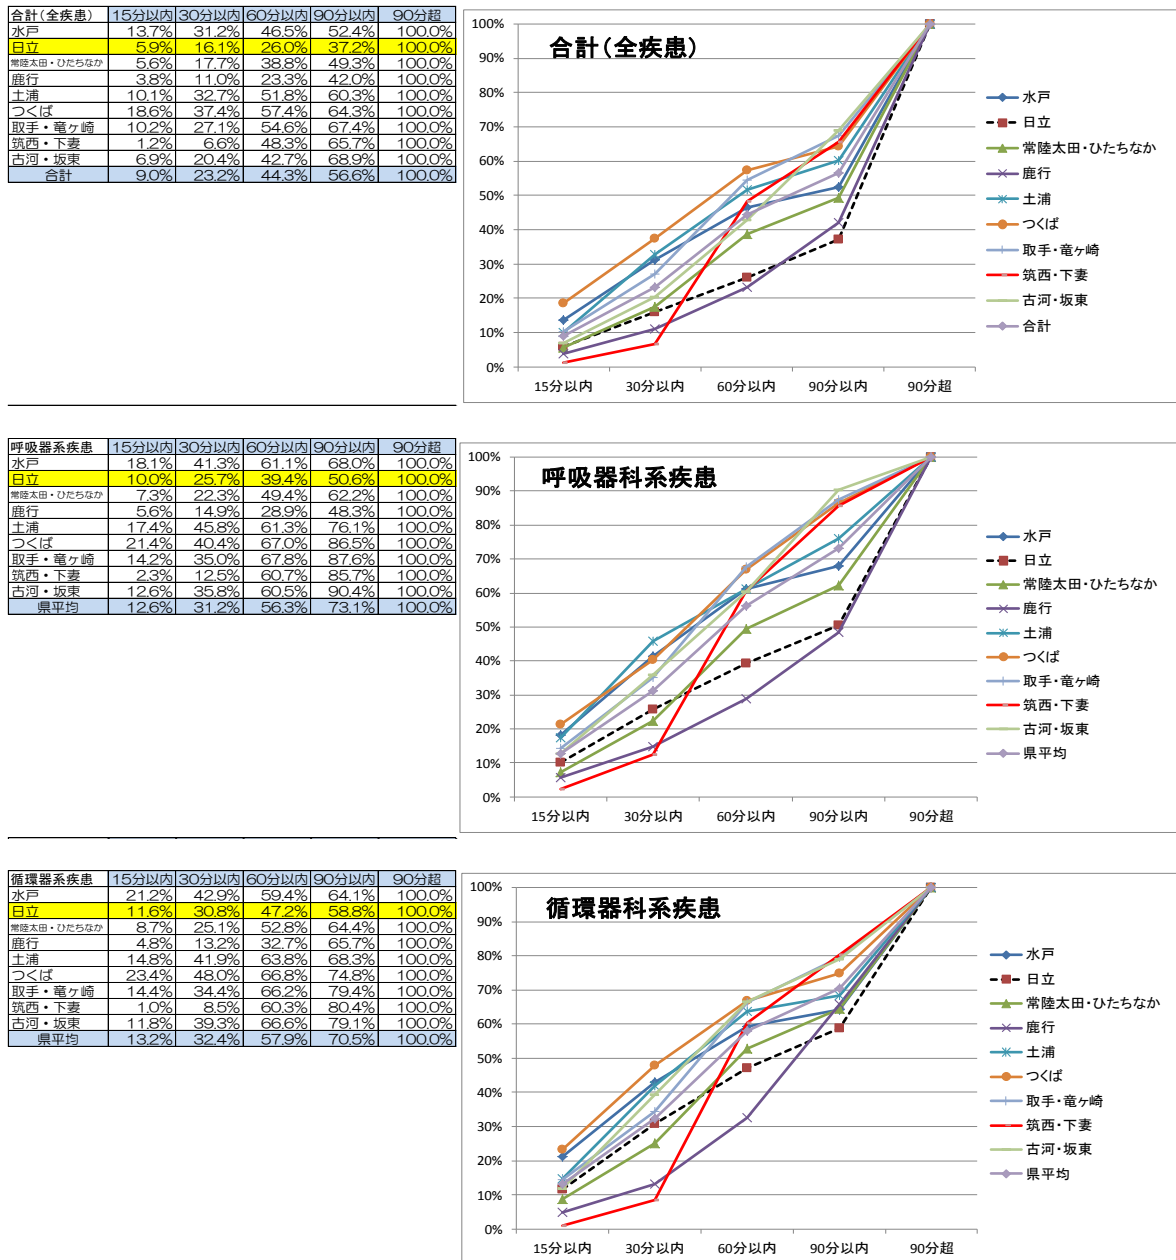 合計(全疾患) 15分以内 30分以内 60分以内 90分以内 90分超
水戸 13.7% 31.2% 46.5% 52.4% 100.0%
日立 5.9% 16.1% 26.0% 37.2% 100.0%
常陸太田・ひたちなか 5.6% 17.7% 38.8% 49.3% 100.0%
鹿行 3.8% 11.0% 23.3% 42.0% 100.0%
土浦 10.1% 32.7% 51.8% 60.3% 100.0%
つくば 18.6% 37.4% 57.4% 64.3% 100.0%
取手・竜ヶ崎 10.2% 27.1% 54.6% 67.4% 100.0%
筑西・下妻 1.2% 6.6% 48.3% 65.7% 100.0%
古河・坂東 6.9% 20.4% 42.7% 68.9% 100.0%
合計 9.0% 23.2% 44.3% 56.6% 100.0%
合計(全疾患)
100%
90%
80%
70%
60%
50%
40%
30%
20%
10%
0%
15分以内 30分以内 60分以内 90分以内 90分超
水戸
日立
常陸太田・ひたちなか
鹿行
土浦
つくば
取手・竜ヶ崎
筑西・下妻
古河・坂東
合計
呼吸器系疾患 15分以内 30分以内 60分以内 90分以内 90分超
水戸 18.1% 41.3% 61.1% 68.0% 100.0%
日立 10.0% 25.7% 39.4% 50.6% 100.0%
常陸太田・ひたちなか 7.3% 22.3% 49.4% 62.2% 100.0%
鹿行 5.6% 14.9% 28.9% 48.3% 100.0%
土浦 17.4% 45.8% 61.3% 76.1% 100.0%
つくば 21.4% 40.4% 67.0% 86.5% 100.0%
取手・竜ヶ崎 14.2% 35.0% 67.8% 87.6% 100.0%
筑西・下妻 2.3% 12.5% 60.7% 85.7% 100.0%
古河・坂東 12.6% 35.8% 60.5% 90.4% 100.0%
県平均 12.6% 31.2% 56.3% 73.1% 100.0%
呼吸器科系疾患
100%
90%
80%
70%
60%
50%
40%
30%
20%
10%
0%
15分以内 30分以内 60分以内 90分以内 90分超
水戸
日立
常陸太田・ひたちなか
鹿行
土浦
つくば
取手・竜ヶ崎
筑西・下妻
古河・坂東
県平均
循環器系疾患 15分以内 30分以内 60分以内 90分以内 90分超
水戸 21.2% 42.9% 59.4% 64.1% 100.0%
日立 11.6% 30.8% 47.2% 58.8% 100.0%
常陸太田・ひたちなか 8.7% 25.1% 52.8% 64.4% 100.0%
鹿行 4.8% 13.2% 32.7% 65.7% 100.0%
土浦 14.8% 41.9% 63.8% 68.3% 100.0%
つくば 23.4% 48.0% 66.8% 74.8% 100.0%
取手・竜ヶ崎 14.4% 34.4% 66.2% 79.4% 100.0%
筑西・下妻 1.0% 8.5% 60.3% 80.4% 100.0%
古河・坂東 11.8% 39.3% 66.6% 79.1% 100.0%
県平均 13.2% 32.4% 57.9% 70.5% 100.0%
循環器科系疾患
100%
90%
80%
70%
60%
50%
40%
30%
20%
10%
0%
15分以内 30分以内 60分以内 90分以内 90分超
水戸
日立
常陸太田・ひたちなか
鹿行
土浦
つくば
取手・竜ヶ崎
筑西・下妻
古河・坂東
県平均